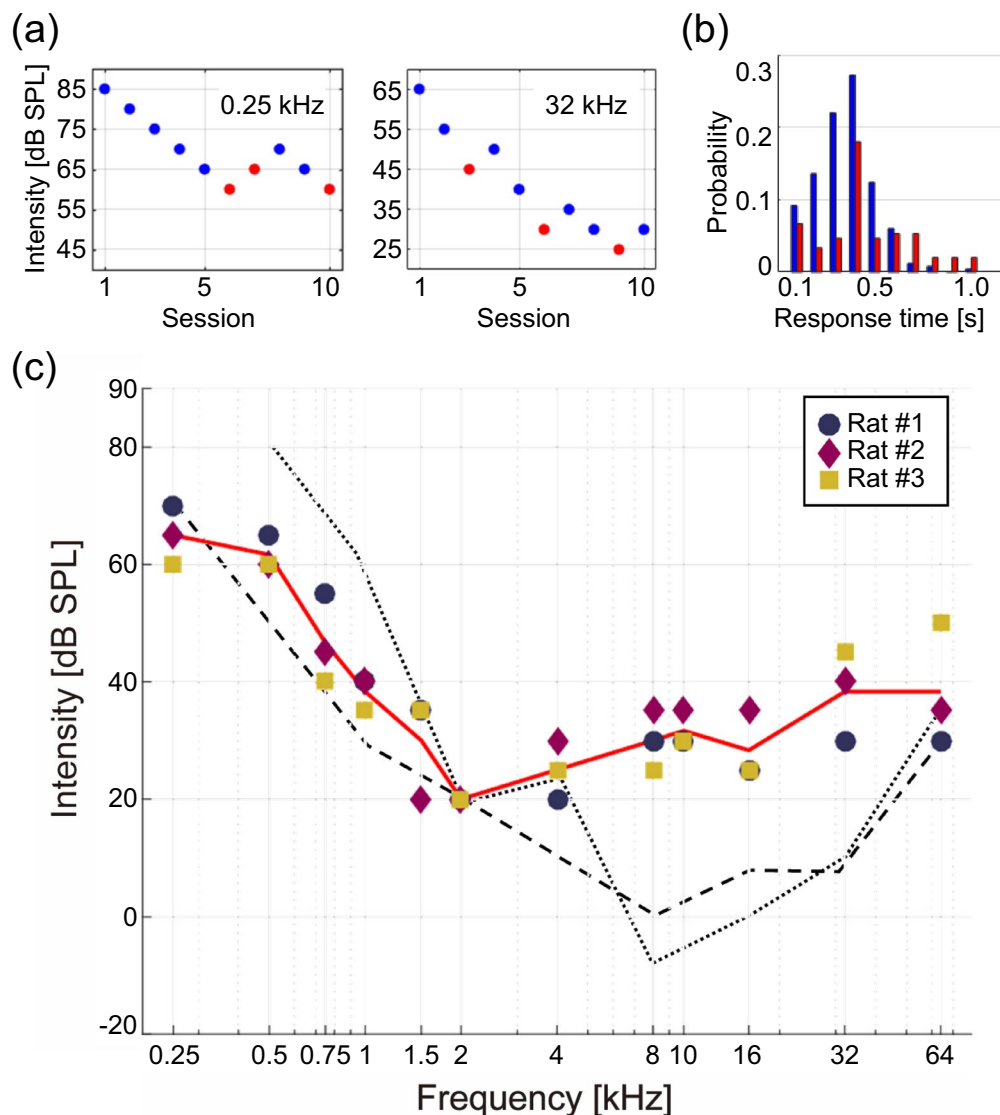 (a)
Intensity [dB SPL]
85
75
65
55
45
0.25 kHz
1 5 10
Session
65
55
45
35
25
32 kHz
1 5 10
Session
(b)
Probability
0.3
0.2
0.1
0
0.1 0.5 1.0
Response time [s]
(c)
Intensity [dB SPL]
90
80
60
40
20
0
-20
Rat #1
Rat #2
Rat #3
0.25 0.5 0.75 1 1.5 2 4 8 10 16 32 64
Frequency [kHz]